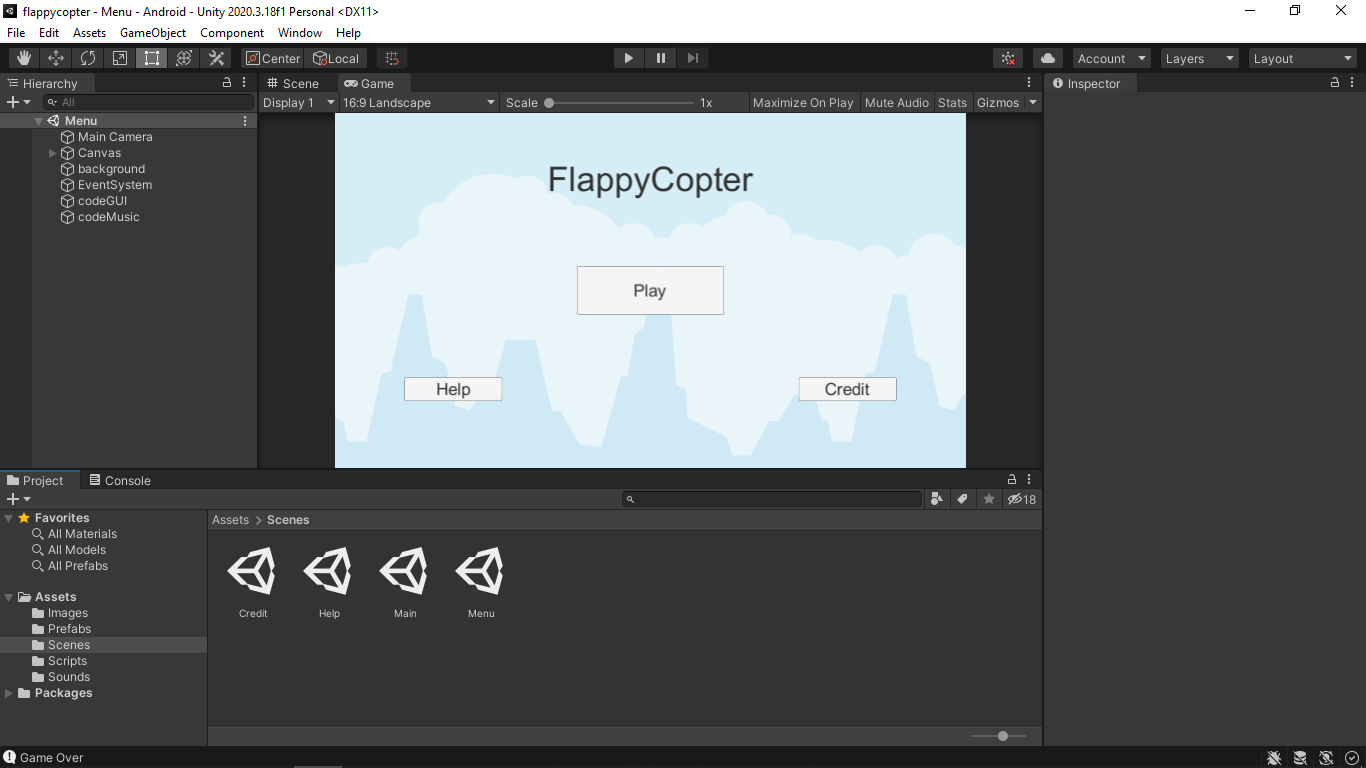 flappycopter - Menu - Android - Unity 2020.3.18f1 Personal <DX11>
File Edit Assets GameObject Component Window Help
Center Local Account Layers Layout
Hierarchy
All
Menu
Main Camera
Canvas
background
EventSystem
codeGUI
codeMusic
Scene Game
Display 1 16:9 Landscape Scale 1x Maximize On Play Mute Audio Stats Gizmos
FlappyCopter
Play
Help Credit
Inspector
Project Console
18
Favorites
All Materials
All Models
All Prefabs
Assets
Images
Prefabs
Scenes
Scripts
Sounds
Packages
Assets > Scenes
Credit Help Main Menu
Game Over